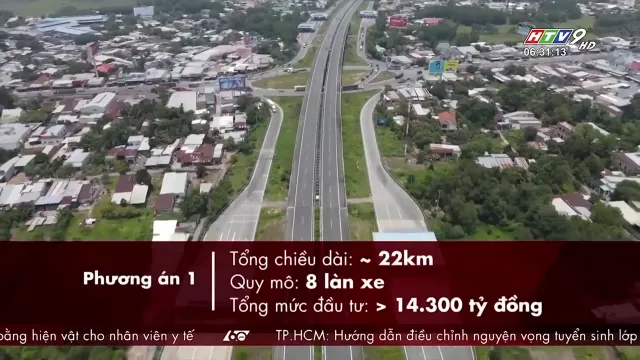 HTV9 HD
06:31:13
Phương án 1
Tổng chiều dài: ~ 22km
Quy mô: 8 làn xe
Tổng mức đầu tư: > 14.300 tỷ đồng
bằng hiện vật cho nhân viên y tế
TP.HCM: Hướng dẫn điều chỉnh nguyện vọng tuyển sinh lớp